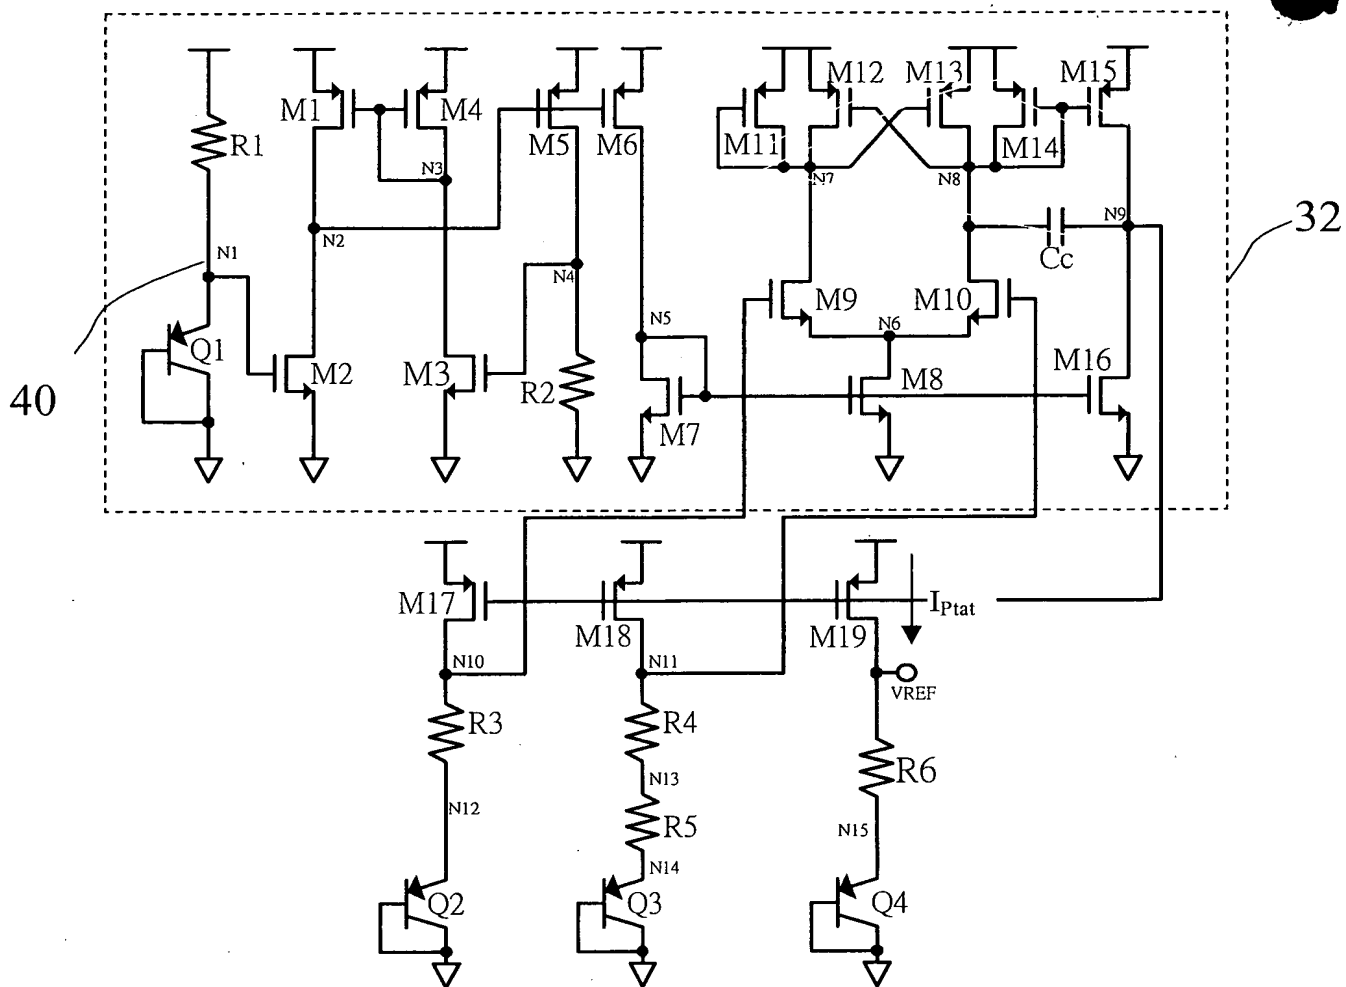 M1 M4 M5 M6 M12 M13 M15
R1 M11 M14
N3 N7 N8
N1 N2 N4 N9 32
Cc
M9 M10
N5 N6
Q1 M2 M3 R2 M8 M16
40
M7
M17 M18 M19 IPtat
N10 N11 VREF
R3 R4 R6
N13
N12 R5 N15
N14
Q2 Q3 Q4